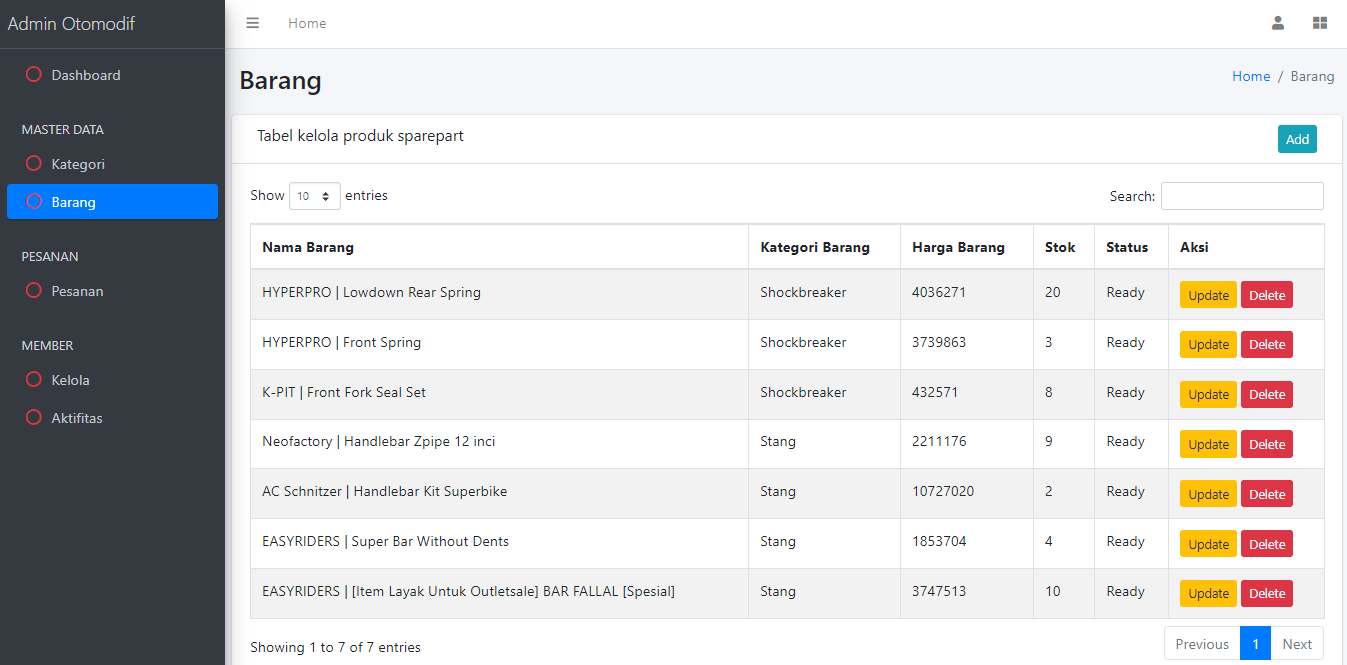 Admin Otomodif
Home
Dashboard
MASTER DATA
Kategori
Barang
PESANAN
Pesanan
MEMBER
Kelola
Aktifitas
Barang
Home / Barang
Tabel kelola produk sparepart
Add
Show 10 entries
Search:
Nama Barang Kategori Barang Harga Barang Stok Status Aksi
HYPERPRO | Lowdown Rear Spring Shockbreaker 4036271 20 Ready Update Delete
HYPERPRO | Front Spring Shockbreaker 3739863 3 Ready Update Delete
K-PIT | Front Fork Seal Set Shockbreaker 432571 8 Ready Update Delete
Neofactory | Handlebar Zpipe 12 inci Stang 2211176 9 Ready Update Delete
AC Schnitzer | Handlebar Kit Superbike Stang 10727020 2 Ready Update Delete
EASYRIDERS | Super Bar Without Dents Stang 1853704 4 Ready Update Delete
EASYRIDERS | [Item Layak Untuk Outletsale] BAR FALLAL [Spesial] Stang 3747513 10 Ready Update Delete
Showing 1 to 7 of 7 entries
Previous 1 Next